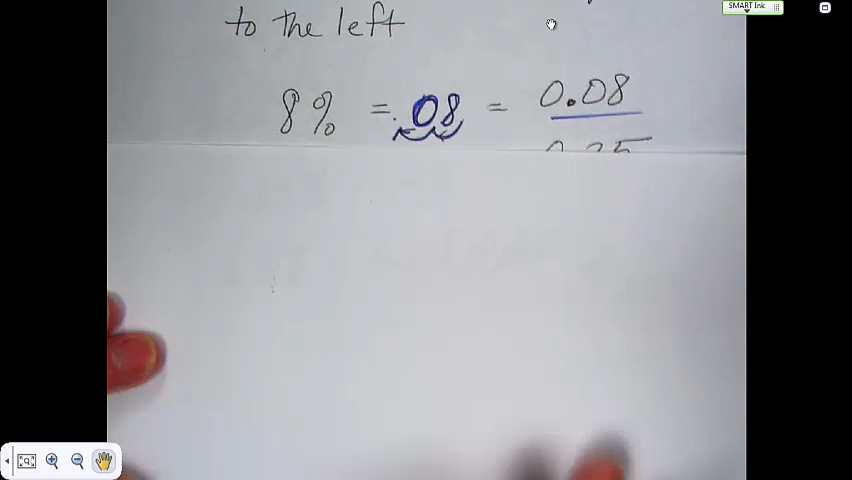 SMART Ink
to the left
8% = .08 = 0.08